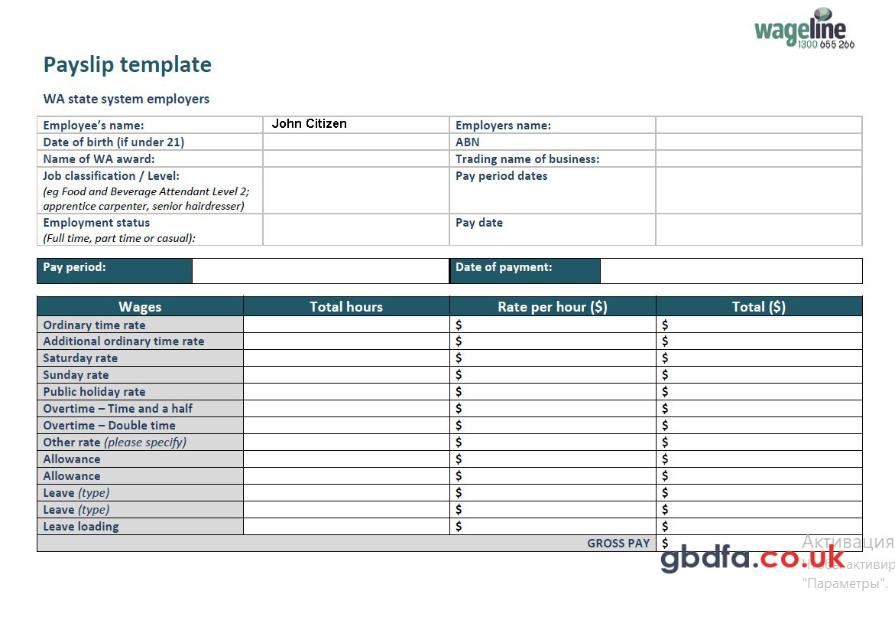 wageline
1300 655 266
Payslip template
WA state system employers
Employee's name: John Citizen Employers name:
Date of birth (if under 21) ABN
Name of WA award: Trading name of business:
Job classification / Level: Pay period dates
(eg Food and Beverage Attendant Level 2;
apprentice carpenter, senior hairdresser)
Employment status Pay date
(Full time, part time or casual):
Pay period: Date of payment:
Wages Total hours Rate per hour ($) Total ($)
Ordinary time rate $ $
Additional ordinary time rate $ $
Saturday rate $ $
Sunday rate $ $
Public holiday rate $ $
Overtime – Time and a half $ $
Overtime – Double time $ $
Other rate (please specify) $ $
Allowance $ $
Allowance $ $
Leave (type) $ $
Leave (type) $ $
Leave loading $ $
GROSS PAY $
Активация
gbdfa.co.uk
"Параметры".